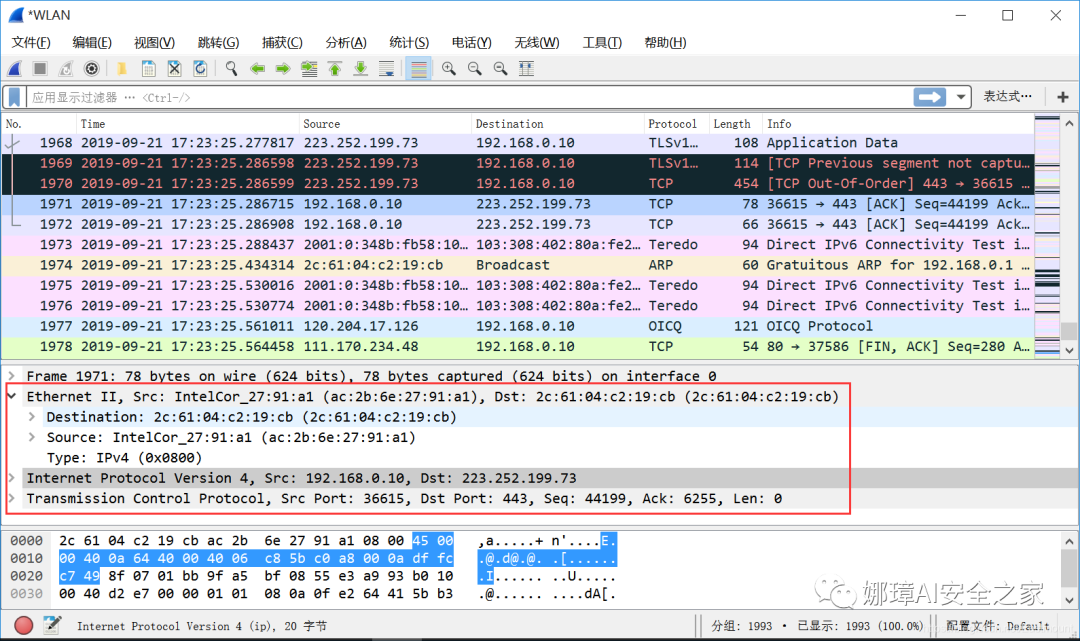 *WLAN
文件(F) 编辑(E) 视图(V) 跳转(G) 捕获(C) 分析(A) 统计(S) 电话(Y) 无线(W) 工具(T) 帮助(H)
应用显示过滤器 … <Ctrl-/> 表达式… +
No. Time Source Destination Protocol Length Info
1968 2019-09-21 17:23:25.277817 223.252.199.73 192.168.0.10 TLSv1… 108 Application Data
1969 2019-09-21 17:23:25.286598 223.252.199.73 192.168.0.10 TLSv1… 114 [TCP Previous segment not captu…
1970 2019-09-21 17:23:25.286599 223.252.199.73 192.168.0.10 TCP 454 [TCP Out-Of-Order] 443 → 36615 …
1971 2019-09-21 17:23:25.286715 192.168.0.10 223.252.199.73 TCP 78 36615 → 443 [ACK] Seq=44199 Ack…
1972 2019-09-21 17:23:25.286908 192.168.0.10 223.252.199.73 TCP 66 36615 → 443 [ACK] Seq=44199 Ack…
1973 2019-09-21 17:23:25.288437 2001:0:348b:fb58:10… 103:308:402:80a:fe2… Teredo 94 Direct IPv6 Connectivity Test i…
1974 2019-09-21 17:23:25.434314 2c:61:04:c2:19:cb Broadcast ARP 60 Gratuitous ARP for 192.168.0.1 …
1975 2019-09-21 17:23:25.530016 2001:0:348b:fb58:10… 103:308:402:80a:fe2… Teredo 94 Direct IPv6 Connectivity Test i…
1976 2019-09-21 17:23:25.530774 2001:0:348b:fb58:10… 103:308:402:80a:fe2… Teredo 94 Direct IPv6 Connectivity Test i…
1977 2019-09-21 17:23:25.561011 120.204.17.126 192.168.0.10 OICQ 121 OICQ Protocol
1978 2019-09-21 17:23:25.564458 111.170.234.48 192.168.0.10 TCP 54 80 → 37586 [FIN, ACK] Seq=280 A…
Frame 1971: 78 bytes on wire (624 bits), 78 bytes captured (624 bits) on interface 0
Ethernet II, Src: IntelCor_27:91:a1 (ac:2b:6e:27:91:a1), Dst: 2c:61:04:c2:19:cb (2c:61:04:c2:19:cb)
Destination: 2c:61:04:c2:19:cb (2c:61:04:c2:19:cb)
Source: IntelCor_27:91:a1 (ac:2b:6e:27:91:a1)
Type: IPv4 (0x0800)
Internet Protocol Version 4, Src: 192.168.0.10, Dst: 223.252.199.73
Transmission Control Protocol, Src Port: 36615, Dst Port: 443, Seq: 44199, Ack: 6255, Len: 0
0000 2c 61 04 c2 19 cb ac 2b 6e 27 91 a1 08 00 45 00 ,a.....+ n'....E.
0010 00 40 0a 64 40 00 40 06 c8 5b c0 a8 00 0a df fc .@.d@.@. .[......
0020 c7 49 8f 07 01 bb 9f a5 bf 08 55 e3 a9 93 b0 10 .I...... ..U.....
0030 00 40 d2 e7 00 00 01 01 08 0a 0f e2 64 41 5b b3 .@...... ....dA[.
娜璋AI安全之家
Internet Protocol Version 4 (ip), 20 字节 分组: 1993 · 已显示: 1993 (100.0%) 配置文件: Default